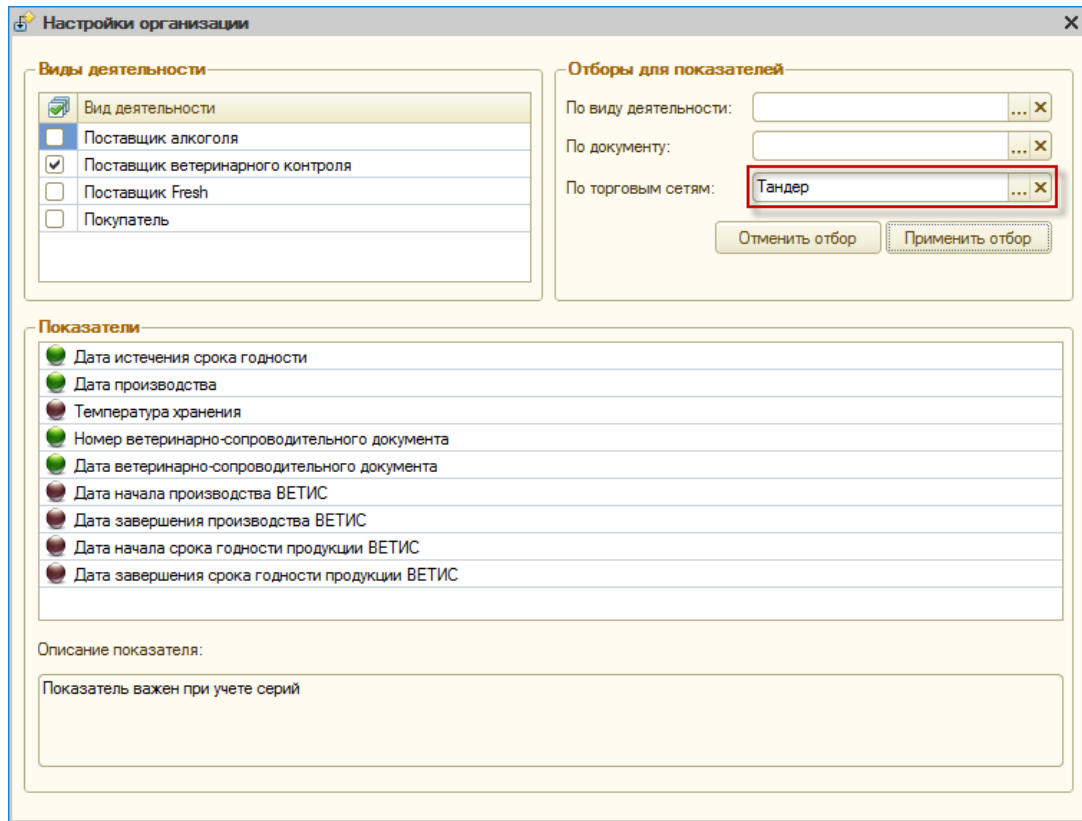 Настройки организации
Виды деятельности
Вид деятельности
Поставщик алкоголя
Поставщик ветеринарного контроля
Поставщик Fresh
Покупатель
Отборы для показателей
По виду деятельности:
По документу:
По торговым сетям: Тандер
Отменить отбор Применить отбор
Показатели
Дата истечения срока годности
Дата производства
Температура хранения
Номер ветеринарно-сопроводительного документа
Дата ветеринарно-сопроводительного документа
Дата начала производства ВЕТИС
Дата завершения производства ВЕТИС
Дата начала срока годности продукции ВЕТИС
Дата завершения срока годности продукции ВЕТИС
Описание показателя:
Показатель важен при учете серий